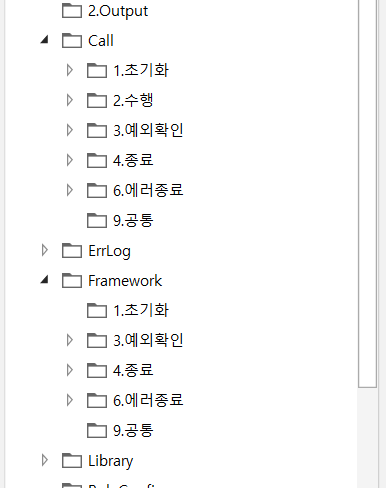 2.Output
Call
1.초기화
2.수행
3.예외확인
4.종료
6.에러종료
9.공통
ErrLog
Framework
1.초기화
3.예외확인
4.종료
6.에러종료
9.공통
Library